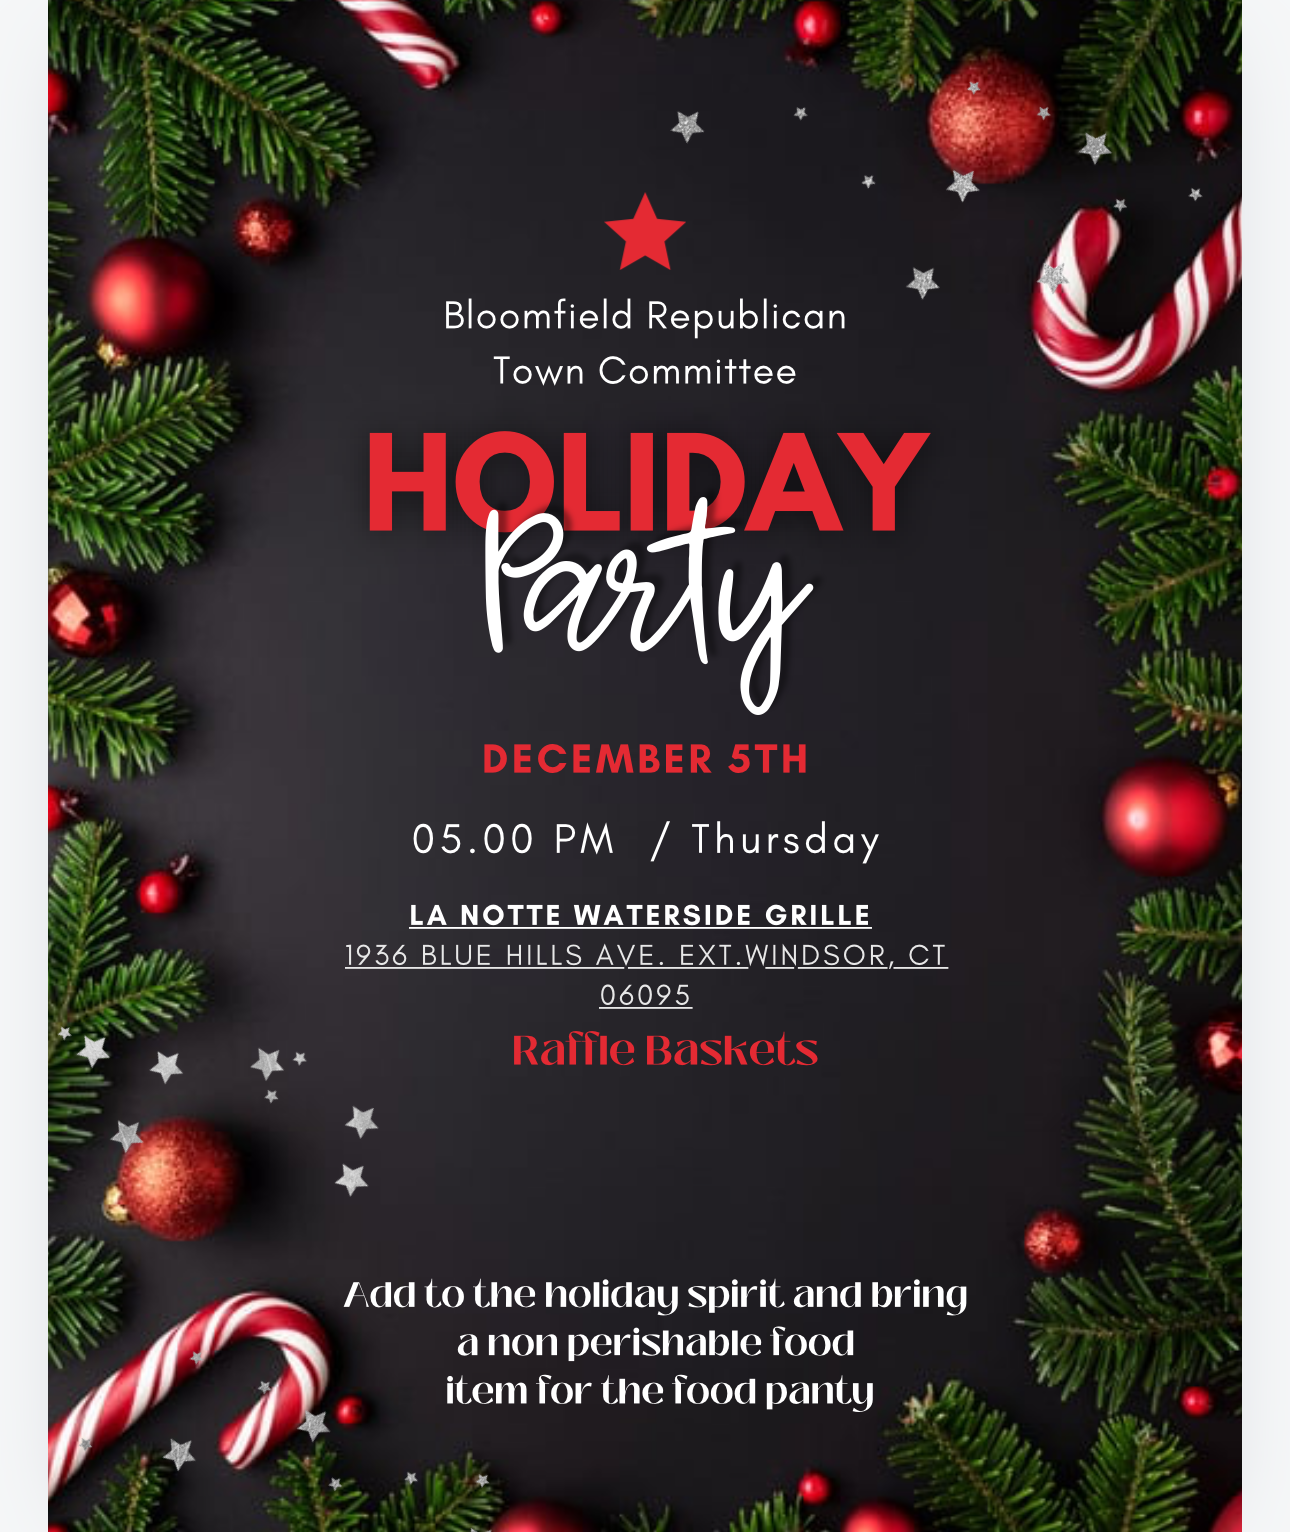 Bloomfield Republican
Town Committee
HOLIDAY
Party
DECEMBER 5TH
05.00 PM / Thursday
LA NOTTE WATERSIDE GRILLE
1936 BLUE HILLS AVE. EXT.WINDSOR, CT
06095
Raffle Baskets
Add to the holiday spirit and bring
a non perishable food
item for the food panty